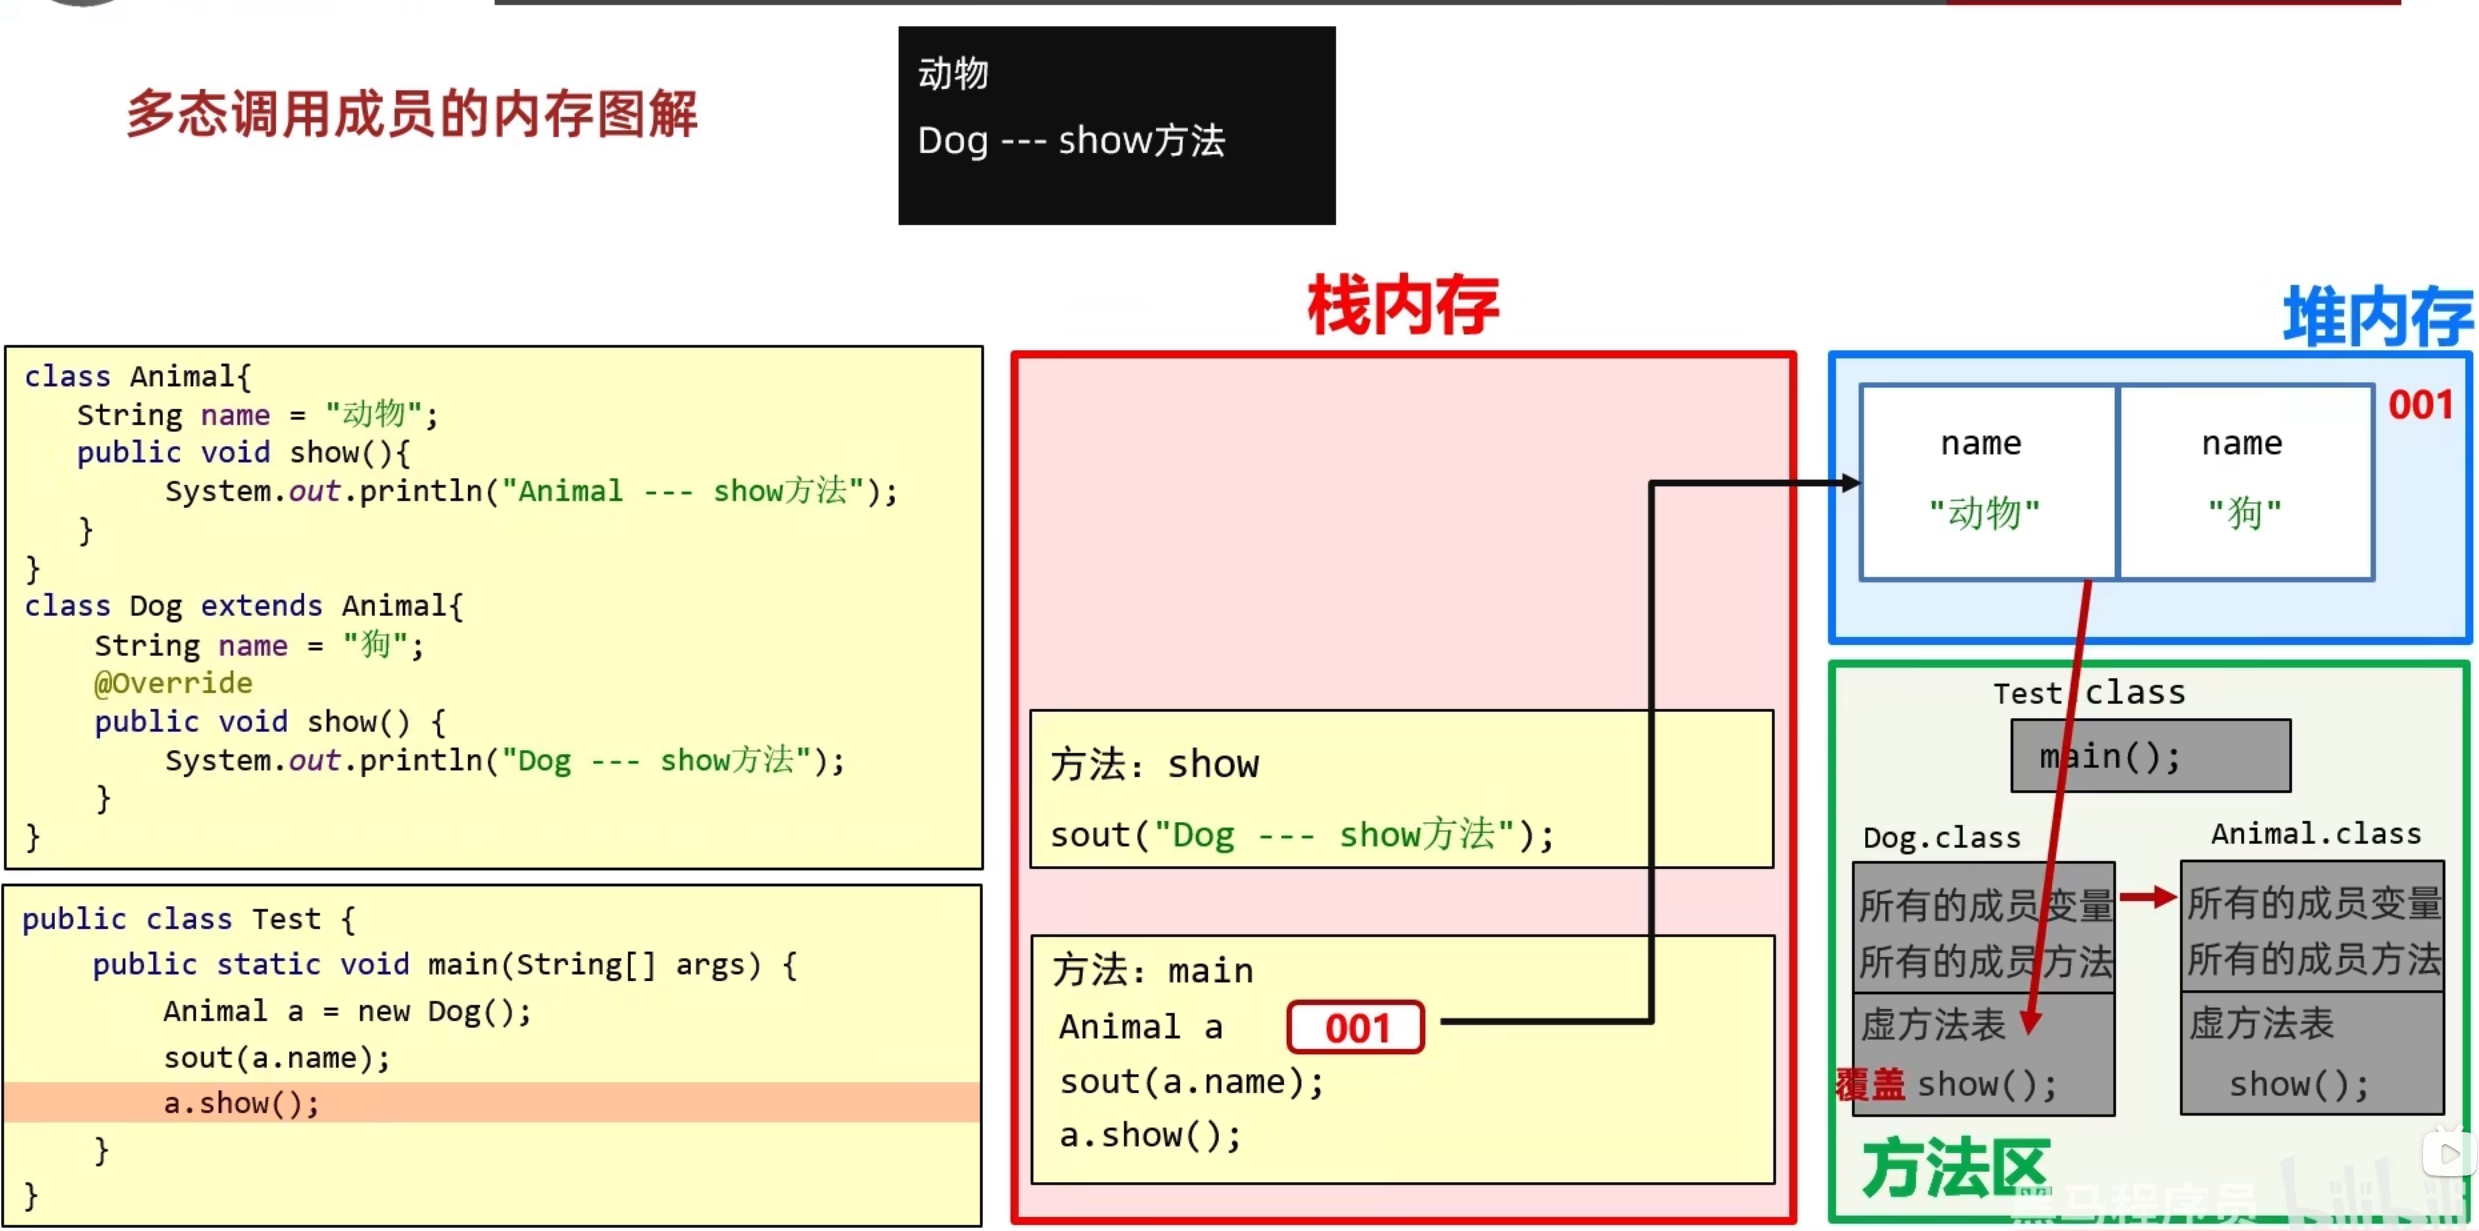 多态调用成员的内存图解
动物
Dog --- show方法
栈内存
堆内存
class Animal{
String name = "动物";
public void show(){
System.out.println("Animal --- show方法");
}
}
class Dog extends Animal{
String name = "狗";
@Override
public void show() {
System.out.println("Dog --- show方法");
}
}
public class Test {
public static void main(String[] args) {
Animal a = new Dog();
sout(a.name);
a.show();
}
}
方法：show
sout("Dog --- show方法");
方法：main
Animal a 001
sout(a.name);
a.show();
001
name name
"动物" "狗"
Test.class
main();
Dog.class
所有的成员变量
所有的成员方法
虚方法表
覆盖 show();
Animal.class
所有的成员变量
所有的成员方法
虚方法表
show();
方法区
黑马程序员
bilibili